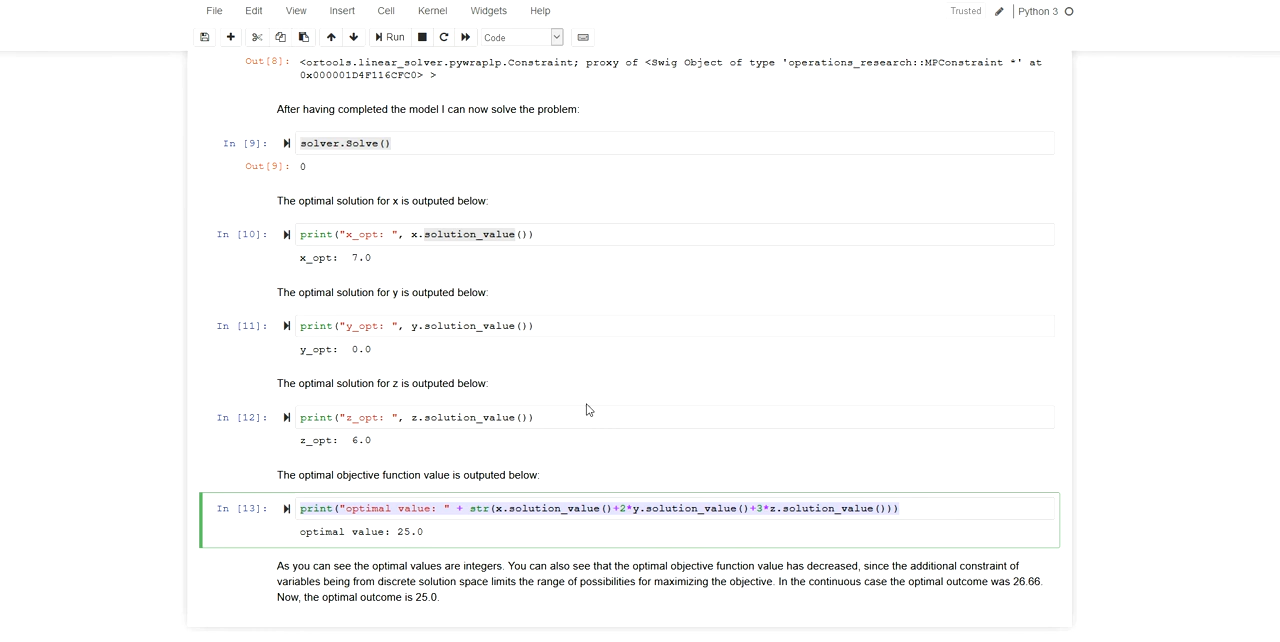 File Edit View Insert Cell Kernel Widgets Help Trusted Python 3
Run Code
Out[8]: <ortools.linear_solver.pywraplp.Constraint; proxy of <Swig Object of type 'operations_research::MPConstraint *' at
0x000001D4F116CFC0> >
After having completed the model I can now solve the problem:
In [9]: solver.Solve()
Out[9]: 0
The optimal solution for x is outputed below:
In [10]: print("x_opt: ", x.solution_value())
x_opt: 7.0
The optimal solution for y is outputed below:
In [11]: print("y_opt: ", y.solution_value())
y_opt: 0.0
The optimal solution for z is outputed below:
In [12]: print("z_opt: ", z.solution_value())
z_opt: 6.0
The optimal objective function value is outputed below:
In [13]: print("optimal value: " + str(x.solution_value()+2*y.solution_value()+3*z.solution_value()))
optimal value: 25.0
As you can see the optimal values are integers. You can also see that the optimal objective function value has decreased, since the additional constraint of
variables being from discrete solution space limits the range of possibilities for maximizing the objective. In the continuous case the optimal outcome was 26.66.
Now, the optimal outcome is 25.0.